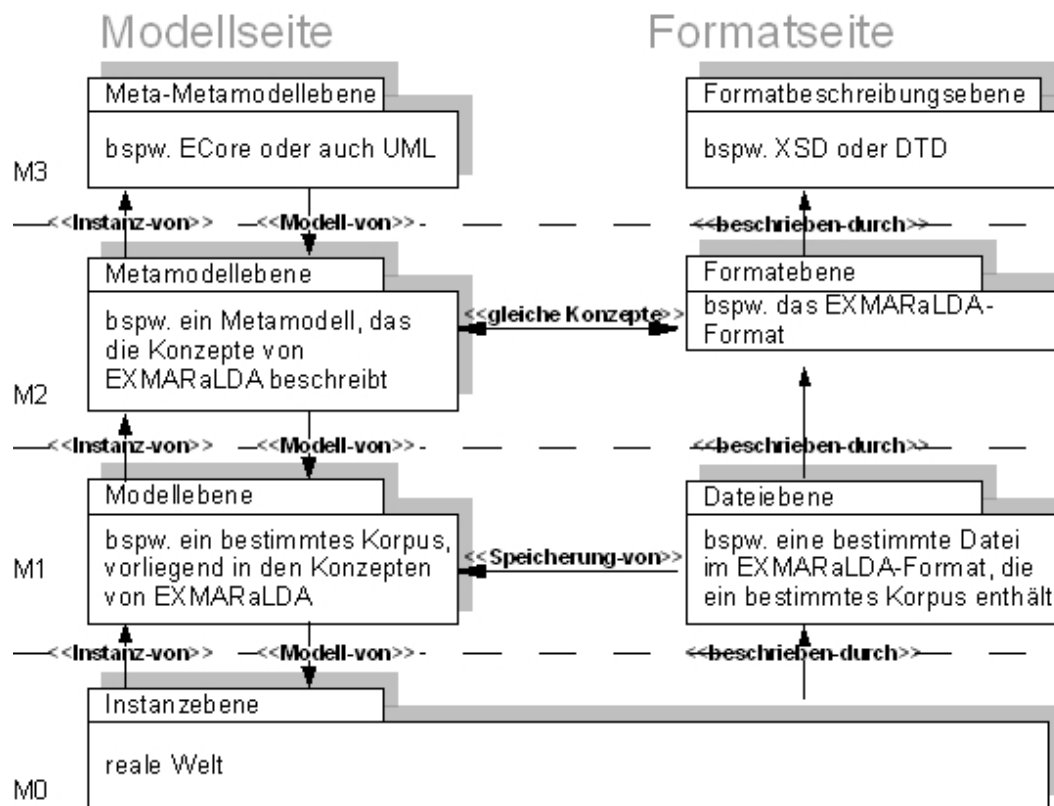 Modellseite
Formatseite
Meta-Metamodellebene
bspw. ECore oder auch UML
Formatbeschreibungsebene
bspw. XSD oder DTD
M3
<<Instanz-von>>
<<Modell-von>>
<<beschrieben-durch>>
Metamodellebene
bspw. ein Metamodell, das
die Konzepte von
EXMARaLDA beschreibt
<<gleiche Konzepte>>
Formatebene
bspw. das EXMARaLDA-
Format
M2
<<Instanz-von>>
<<Modell-von>>
<<beschrieben-durch>>
Modellebene
bspw. ein bestimmtes Korpus,
vorliegend in den Konzepten
von EXMARaLDA
<<Speicherung-von>>
Dateiebene
bspw. eine bestimmte Datei
im EXMARaLDA-Format, die
ein bestimmtes Korpus enthält
M1
<<Instanz-von>>
<<Modell-von>>
<<beschrieben-durch>>
Instanzebene
reale Welt
M0